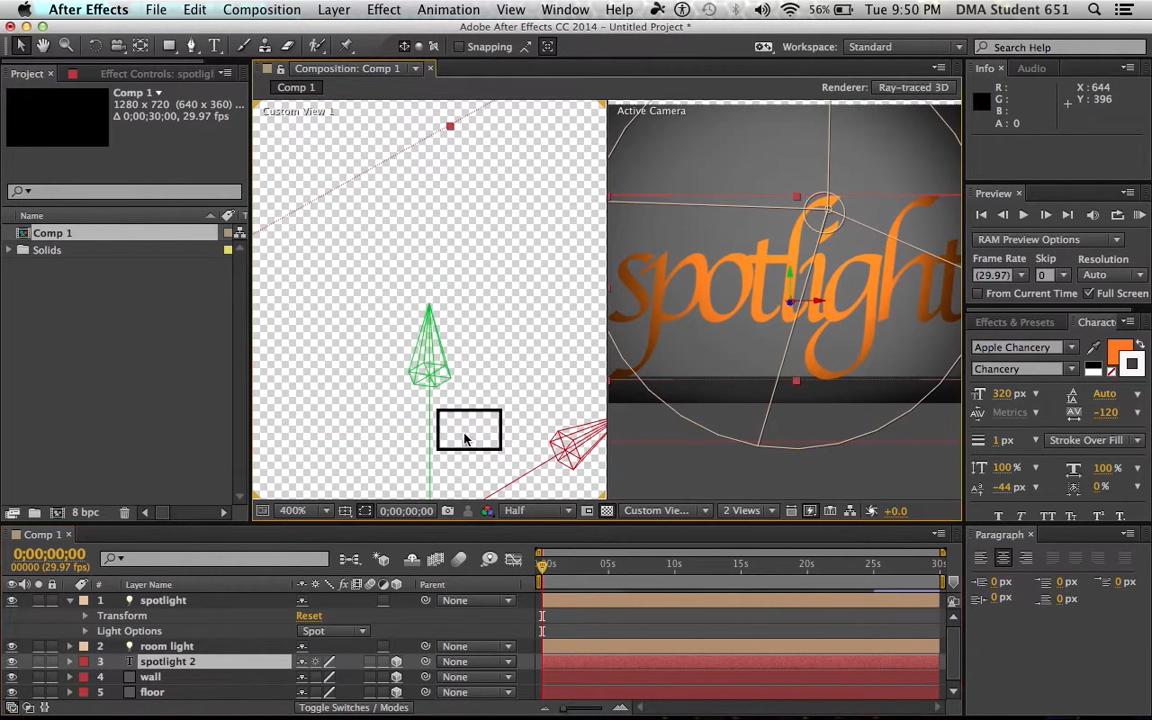 After Effects File Edit Composition Layer Effect Animation View Window Help 56% Tue 9:50 PM DMA Student 651
Adobe After Effects CC 2014 - Untitled Project *
Snapping Workspace: Standard Search Help
Project Effect Controls: spotligl Composition: Comp 1 Info Audio
Comp 1 Renderer: Ray-traced 3D
Comp 1
1280 x 720 (640 x 360) ...
Δ 0;00;30;00, 29.97 fps
Custom View 1
Active Camera
R:
G:
B:
A: 0
X: 644
Y: 396
Preview
RAM Preview Options
Frame Rate Skip Resolution
(29.97) 0 Auto
From Current Time Full Screen
Name
Comp 1
Solids
spotlight
Effects & Presets Charact
Apple Chancery
Chancery
320 px Auto
Metrics -120
1 px Stroke Over Fill
100 % 100 %
-44 px 0 %
T T TT Tr T¹ T
8 bpc 400% 0;00;00;00 Half Custom View... 2 Views +0.0
Comp 1
0;00;00;00
00000 (29.97 fps)
:00s 05s 10s 15s 20s 25s 30s
# Layer Name Parent
1 spotlight None
Transform Reset
Light Options Spot
2 room light None
3 T spotlight 2 None
4 wall None
5 floor None
Toggle Switches / Modes
Paragraph
0 px 0 px 0 px
0 px 0 px